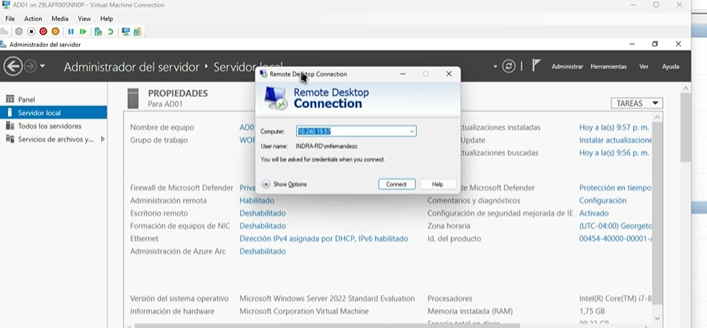 AD01 on 29LAPR90SNN0P - Virtual Machine Connection
File Action Media View Help
Administrador del servidor
Administrador del servidor • Servidor local
Administrar Herramientas Ver Ayuda
Remote Desktop Connection
Remote Desktop
Connection
Computer: 10.240.19.57
User name: INDRA-RD\mfernandezc
You will be asked for credentials when you connect.
Show Options Connect Help
Panel
Servidor local
Todos los servidores
Servicios de archivos y...
PROPIEDADES
Para AD01
TAREAS
Nombre de equipo AD0 tualizaciones instaladas Hoy a la(s) 9:57 p. m.
Grupo de trabajo WOR Update Instalar actualizacione
tualizaciones buscadas Hoy a la(s) 9:56 p. m.
Firewall de Microsoft Defender Priva s de Microsoft Defender Protección en tiempo
Administración remota Habilitado Comentarios y diagnósticos Configuración
Escritorio remoto Deshabilitado Configuración de seguridad mejorada de IE Activado
Formación de equipos de NIC Deshabilitado Zona horaria (UTC-04:00) Georgeto
Ethernet Dirección IPv4 asignada por DHCP, IPv6 habilitado Id. del producto 00454-40000-00001-
Administración de Azure Arc Deshabilitado
Versión del sistema operativo Microsoft Windows Server 2022 Standard Evaluation Procesadores Intel(R) Core(TM) i7-8
Información de hardware Microsoft Corporation Virtual Machine Memoria instalada (RAM) 1,75 GB